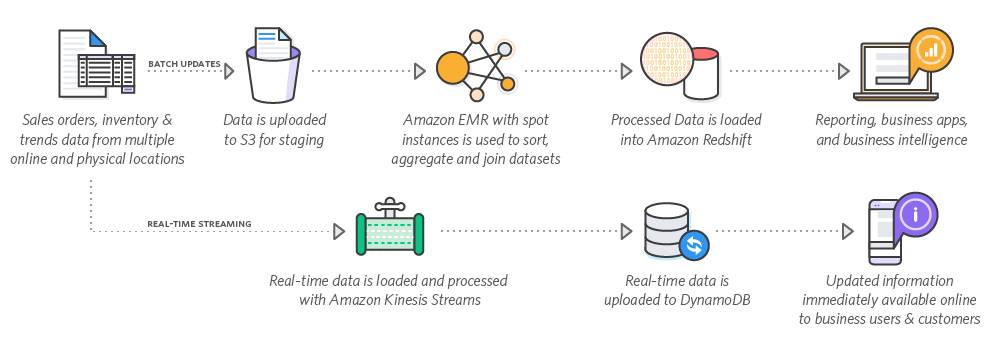 BATCH UPDATES
Sales orders, inventory &
trends data from multiple
online and physical locations
Data is uploaded
to S3 for staging
Amazon EMR with spot
instances is used to sort,
aggregate and join datasets
Processed Data is loaded
into Amazon Redshift
Reporting, business apps,
and business intelligence
REAL-TIME STREAMING
Real-time data is loaded and processed
with Amazon Kinesis Streams
Real-time data is
uploaded to DynamoDB
Updated information
immediately available online
to business users & customers